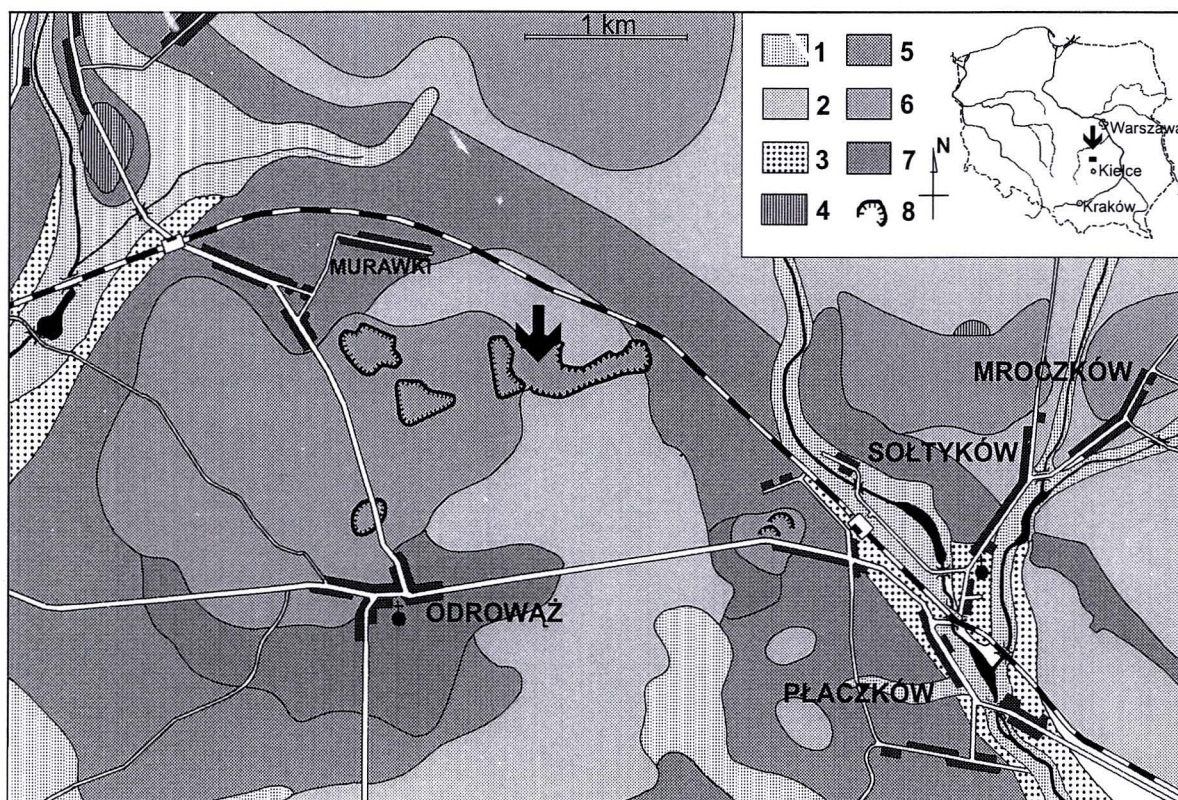 1 km
1 5
2 6
3 7
4 8
N
Warszawa
Kielce
Kraków
MURAWKI
MROCZKÓW
SOŁTYKÓW
ODROWĄŻ
PŁACZKÓW